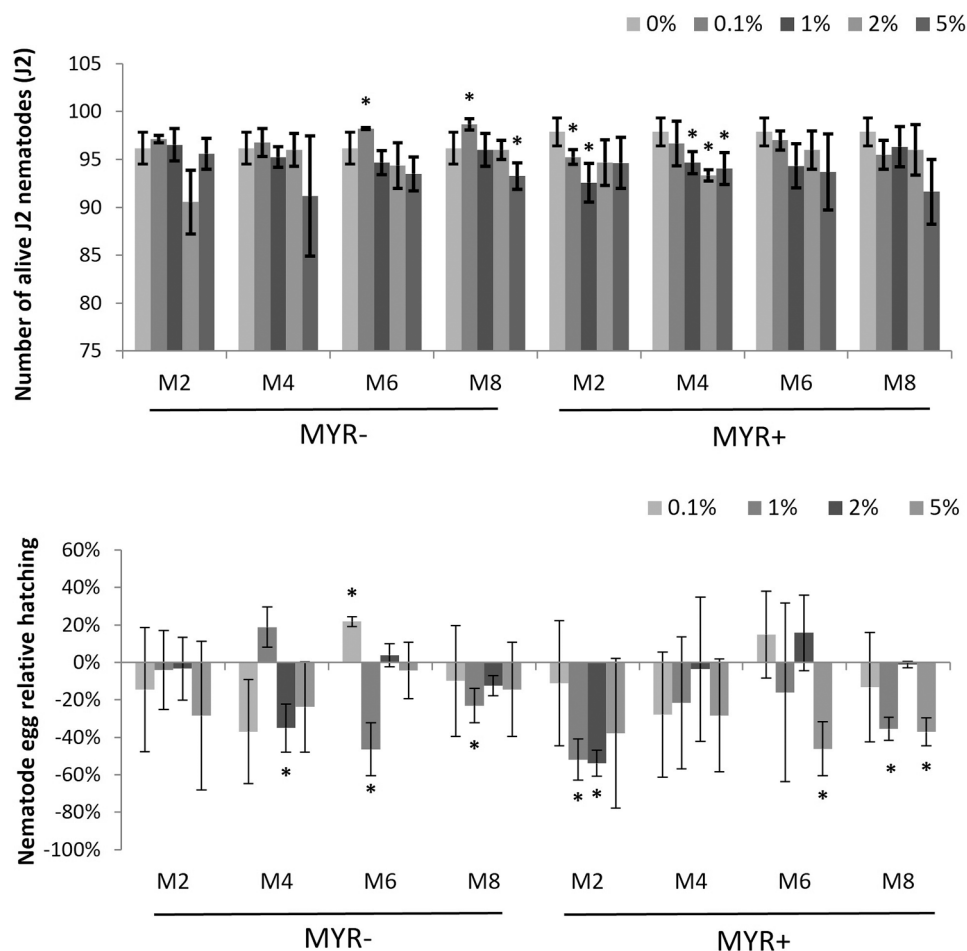 0% 0.1% 1% 2% 5%
Number of alive J2 nematodes (J2)
105
100
95
90
85
80
75
* * * * * * * *
M2 M4 M6 M8 M2 M4 M6 M8
MYR- MYR+
0.1% 1% 2% 5%
Nematode egg relative hatching
60%
40%
20%
0%
-20%
-40%
-60%
-80%
-100%
* * * * * * * * *
M2 M4 M6 M8 M2 M4 M6 M8
MYR- MYR+